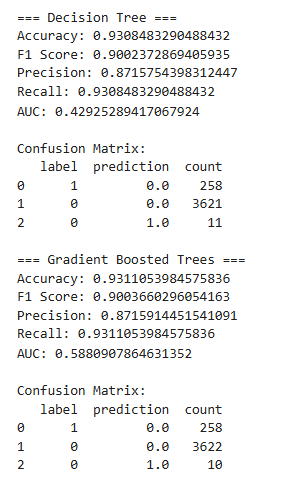 === Decision Tree ===
Accuracy: 0.9308483290488432
F1 Score: 0.9002372869405935
Precision: 0.8715754398312447
Recall: 0.9308483290488432
AUC: 0.42925289417067924
Confusion Matrix:
label prediction count
0 1 0.0 258
1 0 0.0 3621
2 0 1.0 11
=== Gradient Boosted Trees ===
Accuracy: 0.9311053984575836
F1 Score: 0.9003660296054163
Precision: 0.8715914451541091
Recall: 0.9311053984575836
AUC: 0.5880907864631352
Confusion Matrix:
label prediction count
0 1 0.0 258
1 0 0.0 3622
2 0 1.0 10